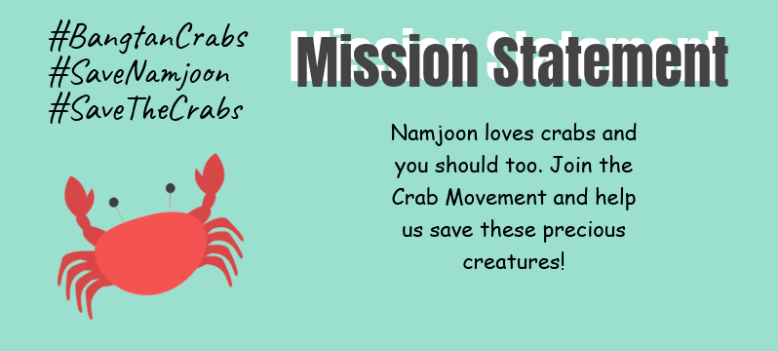 #BangtanCrabs
#SaveNamjoon
#SaveTheCrabs
Mission Statement
Namjoon loves crabs and
you should too. Join the
Crab Movement and help
us save these precious
creatures!